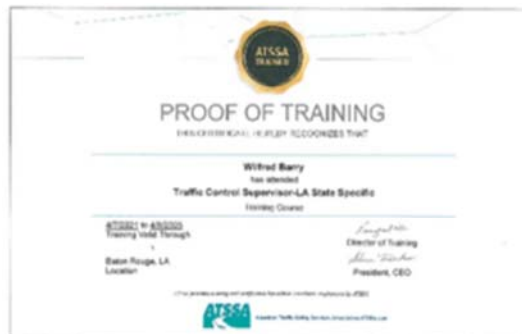 ATSSA
TRAINED
PROOF OF TRAINING
THIS CERTIFICATE HEREBY RECOGNIZES THAT
Wilfred Barry
has attended
Traffic Control Supervisor-LA State Specific
Training Course
Training Valid Through
Director of Training
Baton Rouge, LA
Location
President, CEO
ATSSA